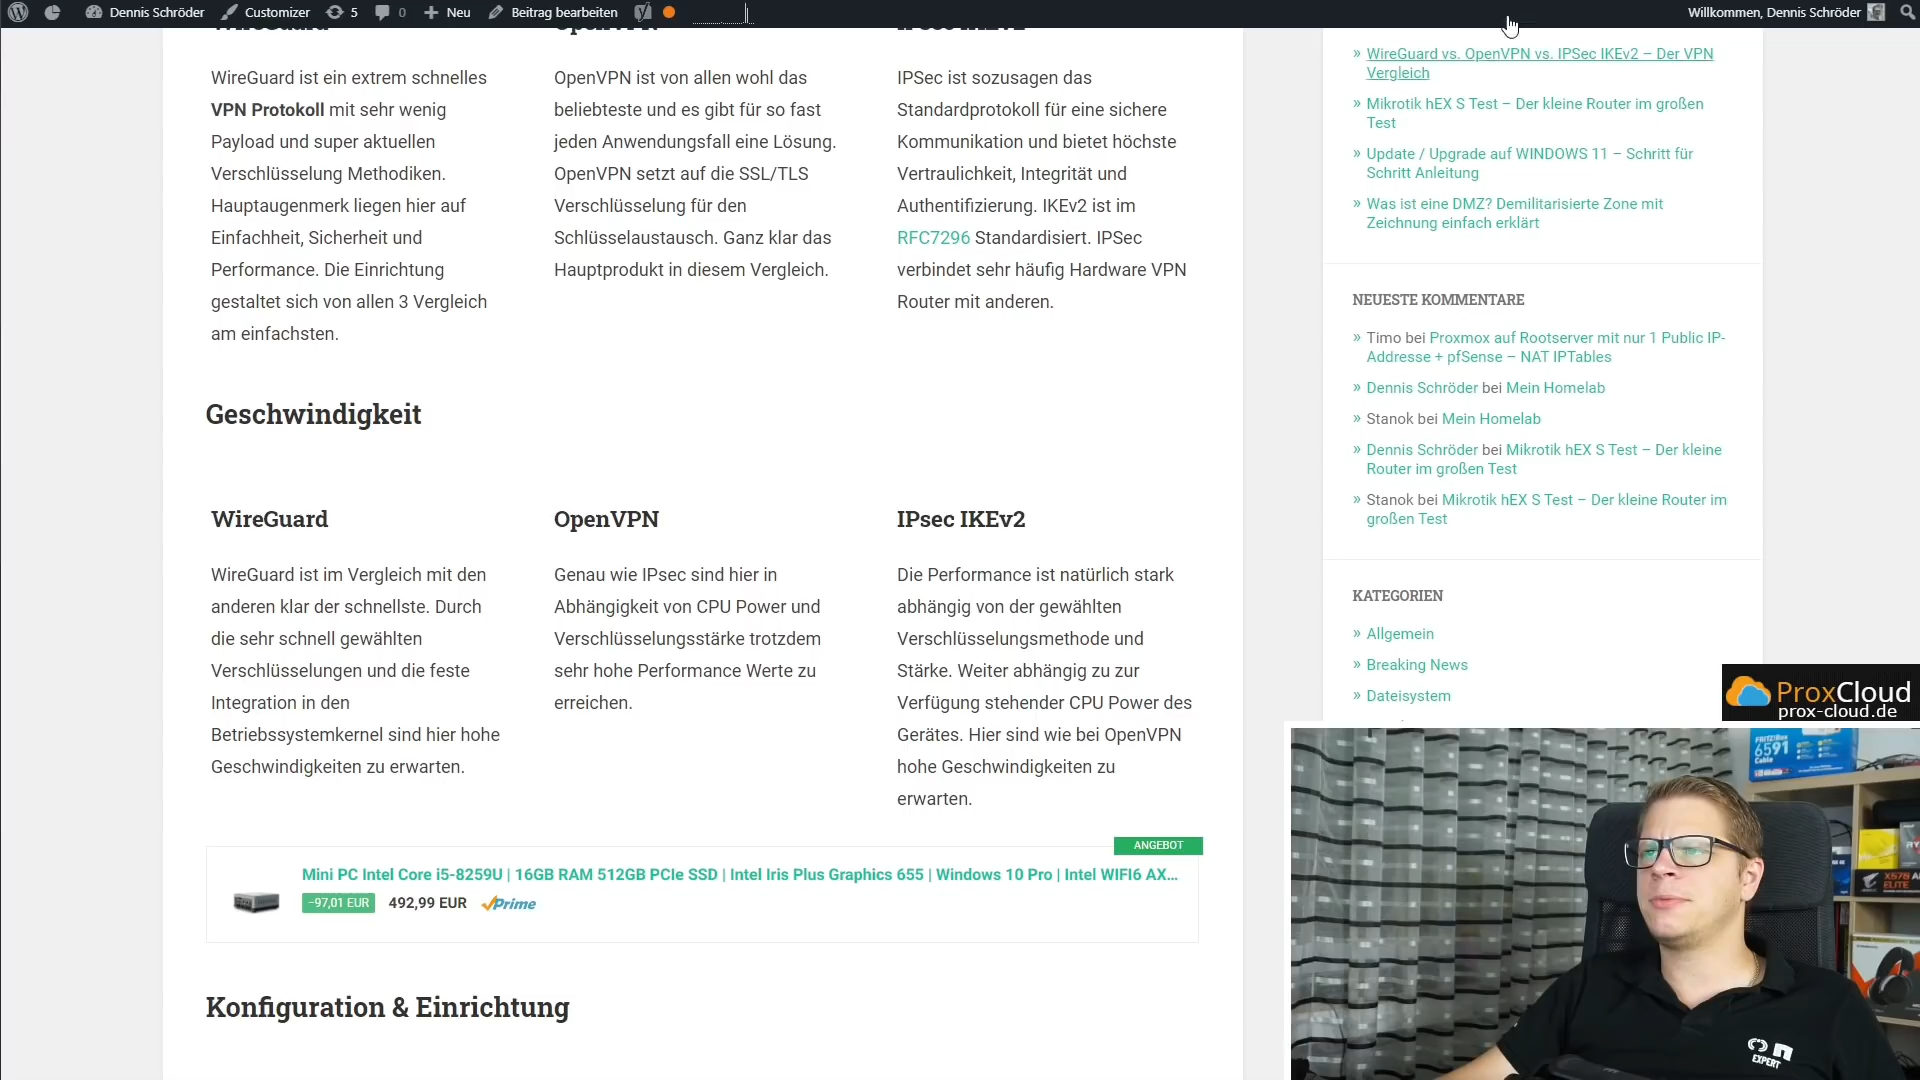 Dennis Schröder
Customizer
5
0
Neu
Beitrag bearbeiten
Willkommen, Dennis Schröder
WireGuard
OpenVPN
IPsec IKEv2
WireGuard ist ein extrem schnelles
VPN Protokoll mit sehr wenig
Payload und super aktuellen
Verschlüsselung Methodiken.
Hauptaugenmerk liegen hier auf
Einfachheit, Sicherheit und
Performance. Die Einrichtung
gestaltet sich von allen 3 Vergleich
am einfachsten.
OpenVPN ist von allen wohl das
beliebteste und es gibt für so fast
jeden Anwendungsfall eine Lösung.
OpenVPN setzt auf die SSL/TLS
Verschlüsselung für den
Schlüsselaustausch. Ganz klar das
Hauptprodukt in diesem Vergleich.
IPSec ist sozusagen das
Standardprotokoll für eine sichere
Kommunikation und bietet höchste
Vertraulichkeit, Integrität und
Authentifizierung. IKEv2 ist im
RFC7296 Standardisiert. IPSec
verbindet sehr häufig Hardware VPN
Router mit anderen.
Geschwindigkeit
WireGuard
WireGuard ist im Vergleich mit den
anderen klar der schnellste. Durch
die sehr schnell gewählten
Verschlüsselungen und die feste
Integration in den
Betriebssystemkernel sind hier hohe
Geschwindigkeiten zu erwarten.
OpenVPN
Genau wie IPsec sind hier in
Abhängigkeit von CPU Power und
Verschlüsselungsstärke trotzdem
sehr hohe Performance Werte zu
erreichen.
IPsec IKEv2
Die Performance ist natürlich stark
abhängig von der gewählten
Verschlüsselungsmethode und
Stärke. Weiter abhängig zu zur
Verfügung stehender CPU Power des
Gerätes. Hier sind wie bei OpenVPN
hohe Geschwindigkeiten zu
erwarten.
ANGEBOT
Mini PC Intel Core i5-8259U | 16GB RAM 512GB PCIe SSD | Intel Iris Plus Graphics 655 | Windows 10 Pro | Intel WIFI6 AX...
−97,01 EUR 492,99 EUR Prime
Konfiguration & Einrichtung
» WireGuard vs. OpenVPN vs. IPSec IKEv2 – Der VPN
Vergleich
» Mikrotik hEX S Test – Der kleine Router im großen
Test
» Update / Upgrade auf WINDOWS 11 – Schritt für
Schritt Anleitung
» Was ist eine DMZ? Demilitarisierte Zone mit
Zeichnung einfach erklärt
NEUESTE KOMMENTARE
» Timo bei Proxmox auf Rootserver mit nur 1 Public IP-
Addresse + pfSense – NAT IPTables
» Dennis Schröder bei Mein Homelab
» Stanok bei Mein Homelab
» Dennis Schröder bei Mikrotik hEX S Test – Der kleine
Router im großen Test
» Stanok bei Mikrotik hEX S Test – Der kleine Router im
großen Test
KATEGORIEN
» Allgemein
» Breaking News
» Dateisystem
ProxCloud
prox-cloud.de
FRITZ!Box
6591
Cable
X570 A
ELITE
EXPERT